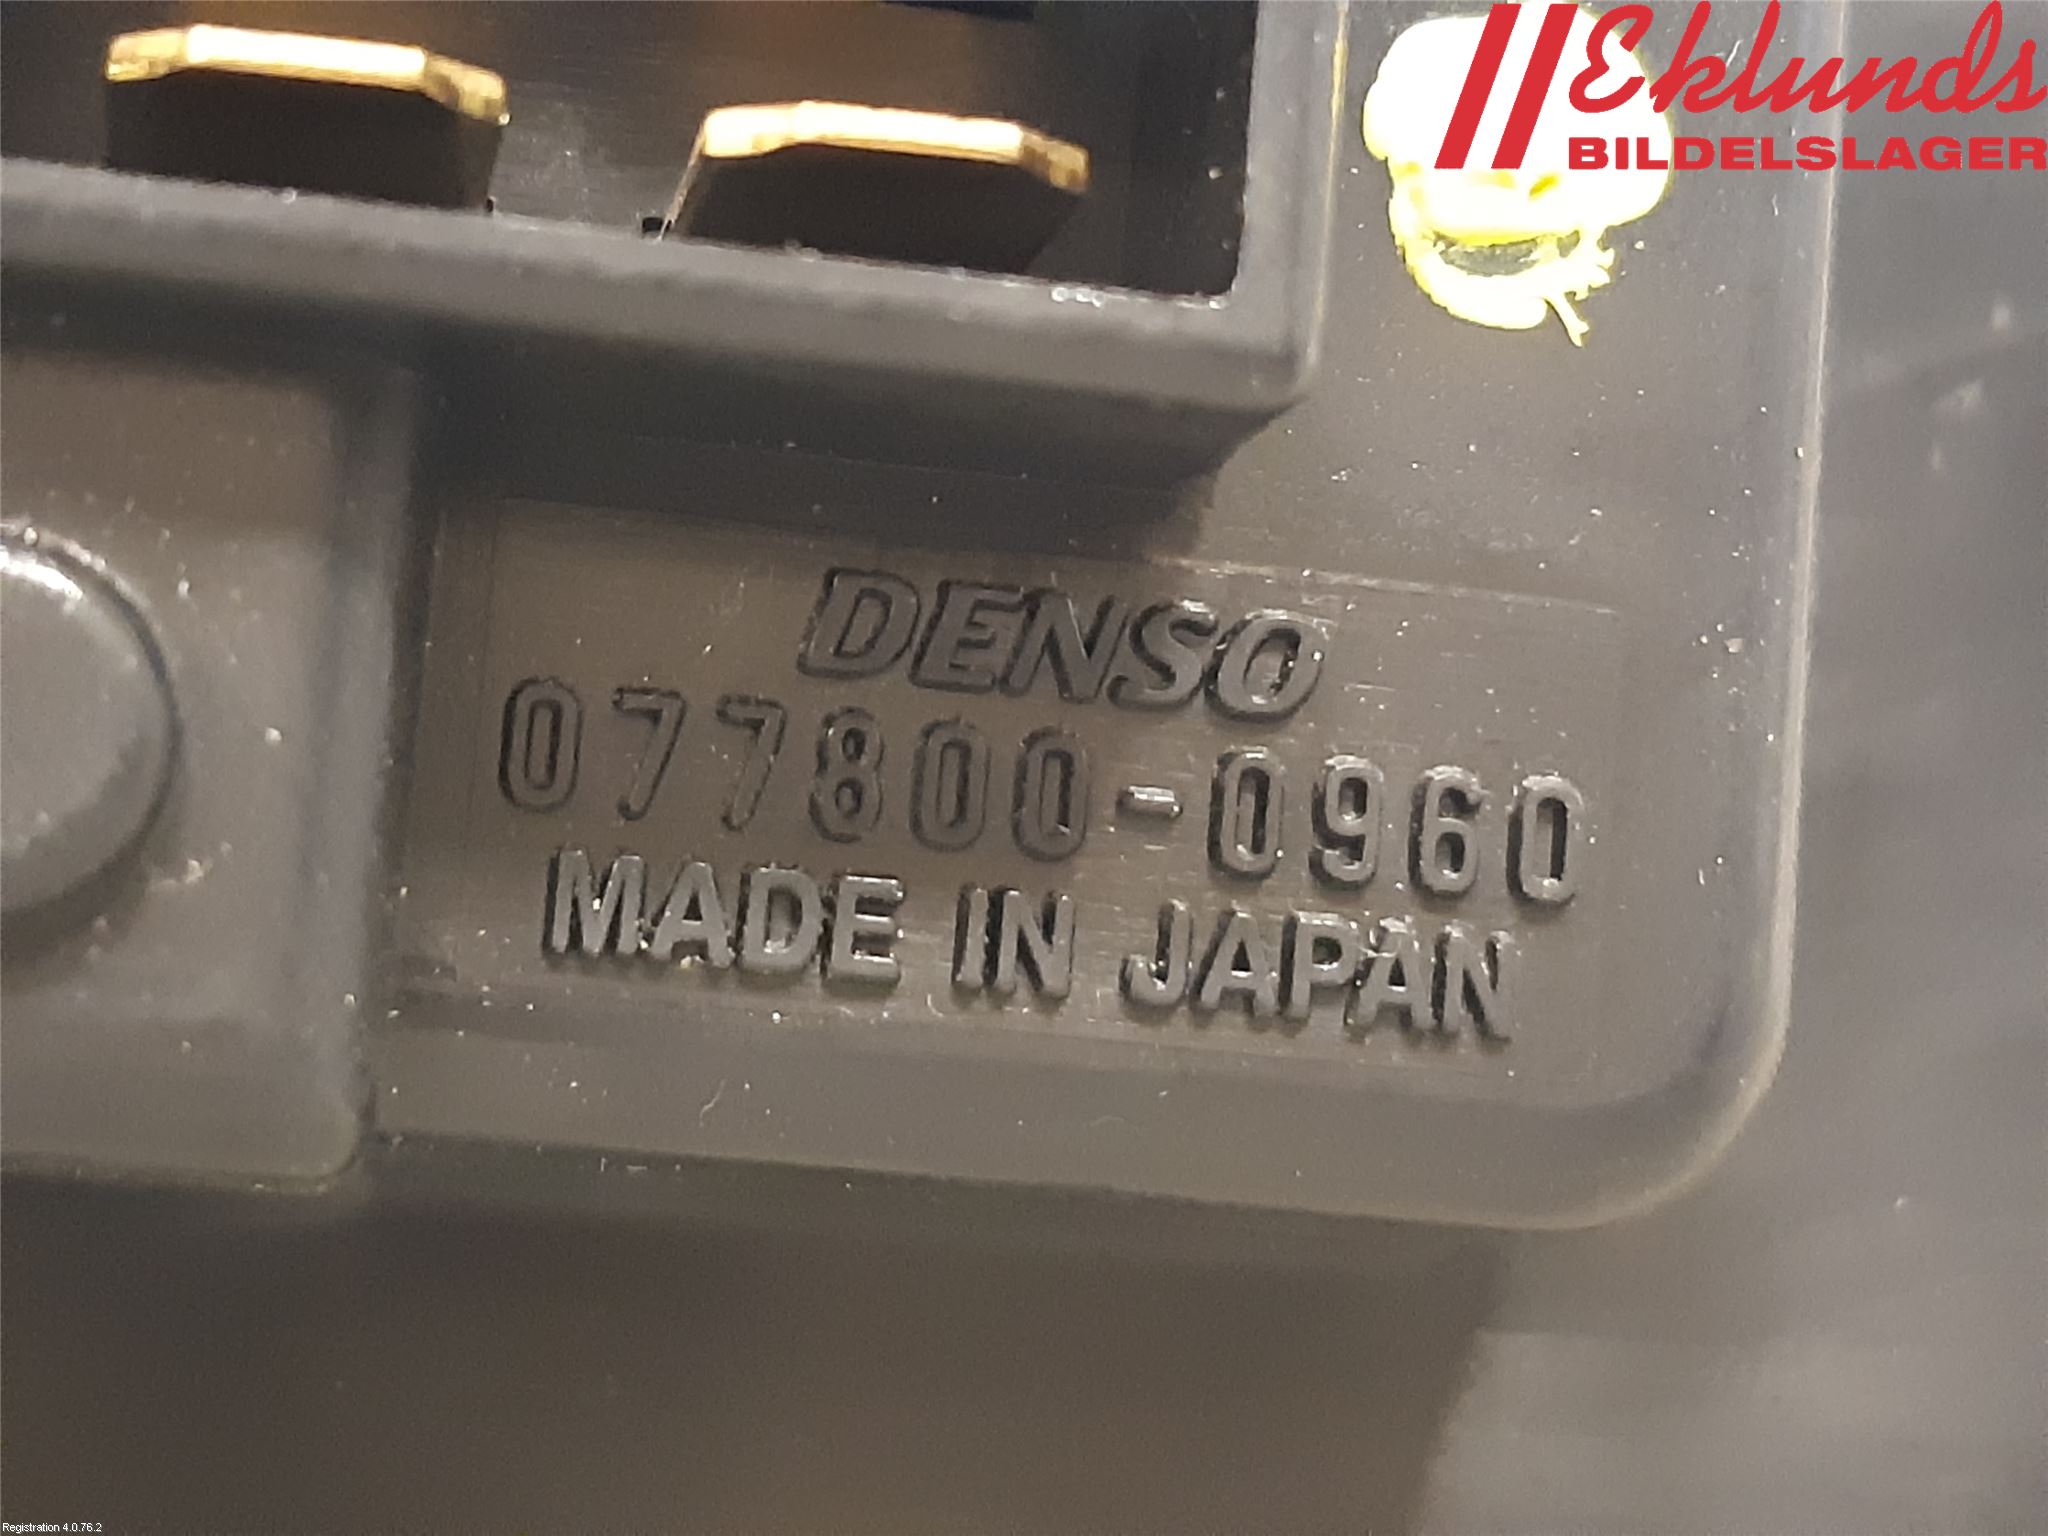 Eklunds
BILDELSLAGER
DENSO
077800-0960
MADE IN JAPAN
Registration 4.0.76.2